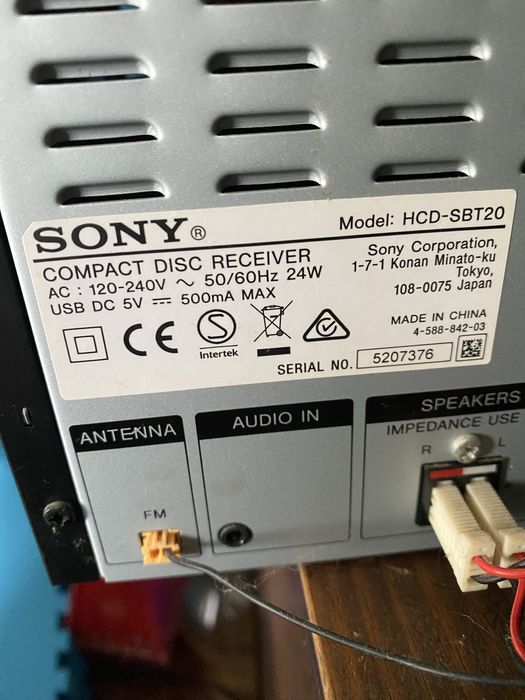 SONY®
Model: HCD-SBT20
COMPACT DISC RECEIVER
AC : 120-240V ~ 50/60Hz 24W
USB DC 5V ⎓ 500mA MAX
Sony Corporation,
1-7-1 Konan Minato-ku
Tokyo,
108-0075 Japan
CE
S
Intertek
MADE IN CHINA
4-588-842-03
SERIAL NO. 5207376
ANTENNA
FM
AUDIO IN
SPEAKERS
IMPEDANCE USE
R L